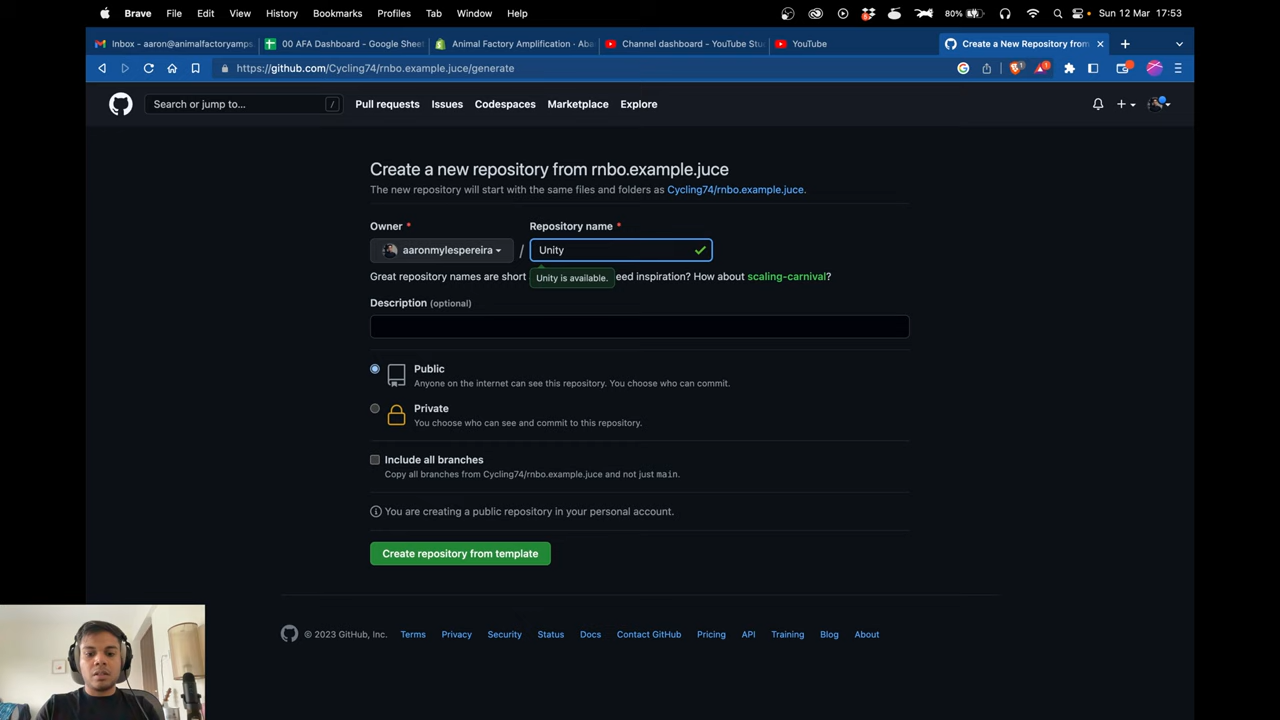 Brave File Edit View History Bookmarks Profiles Tab Window Help 80% Sun 12 Mar 17:53
Inbox - aaron@animalfactoryamps. 00 AFA Dashboard - Google Shee Animal Factory Amplification · Ab Channel dashboard - YouTube Stu YouTube Create a New Repository from
https://github.com/Cycling74/rnbo.example.juce/generate
Search or jump to... / Pull requests Issues Codespaces Marketplace Explore
Create a new repository from rnbo.example.juce
The new repository will start with the same files and folders as Cycling74/rnbo.example.juce.
Owner * Repository name *
aaronmylespereira / Unity
Great repository names are short eed inspiration? How about scaling-carnival?
Unity is available.
Description (optional)
Public
Anyone on the internet can see this repository. You choose who can commit.
Private
You choose who can see and commit to this repository.
Include all branches
Copy all branches from Cycling74/rnbo.example.juce and not just main.
You are creating a public repository in your personal account.
Create repository from template
© 2023 GitHub, Inc. Terms Privacy Security Status Docs Contact GitHub Pricing API Training Blog About